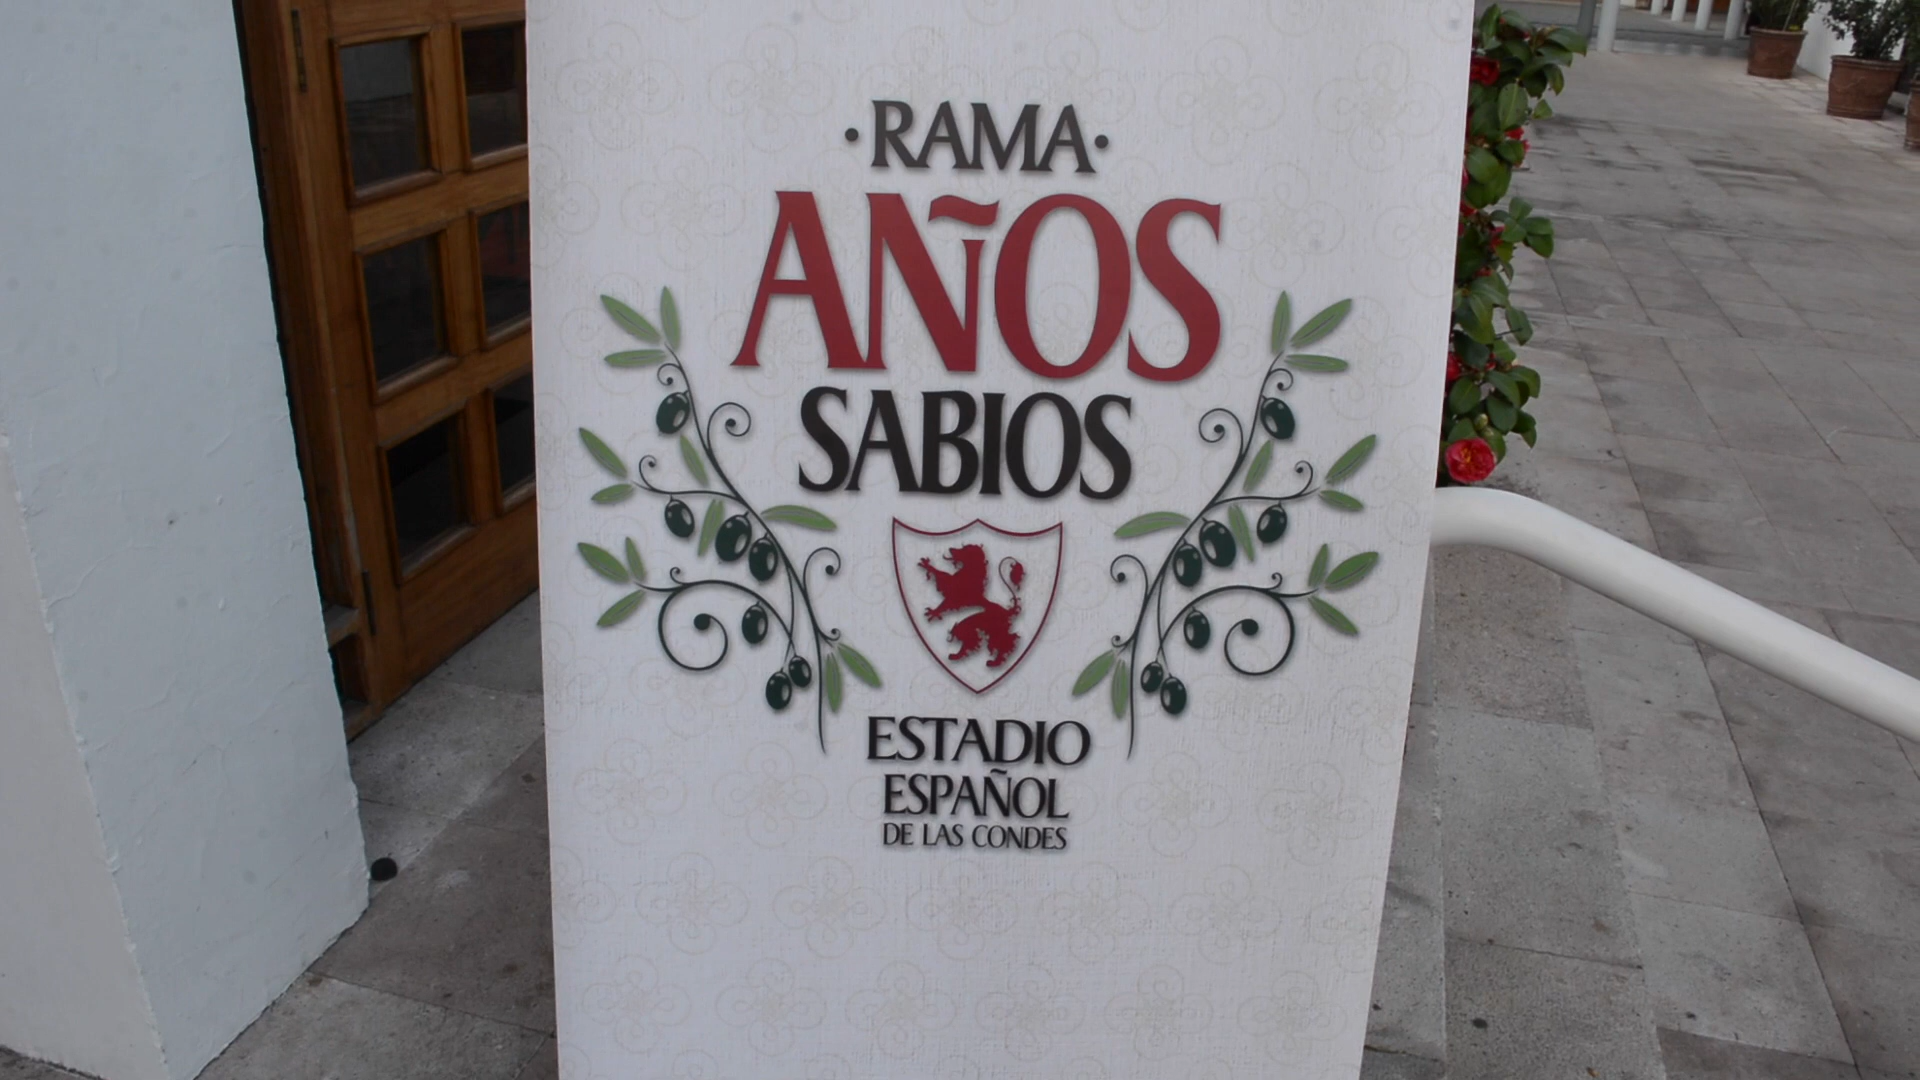 ·RAMA·
AÑOS
SABIOS
ESTADIO
ESPAÑOL
DE LAS CONDES